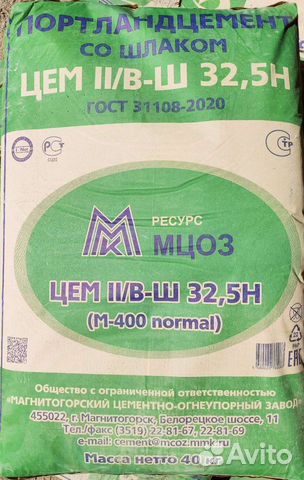 ПОРТЛАНДЦЕМЕНТ
СО ШЛАКОМ
ЦЕМ II/В-Ш 32,5Н
ГОСТ 31108-2020
РЕСУРС
МЦОЗ
ЦЕМ II/В-Ш 32,5Н
(М-400 normal)
Общество с ограниченной ответственностью
«МАГНИТОГОРСКИЙ ЦЕМЕНТНО-ОГНЕУПОРНЫЙ ЗАВОД»
455022, г. Магнитогорск, Белорецкое шоссе, 11
Тел./факс (3519) 22-81-67, 22-81-69
e-mail: cement@mcoz.mmk.ru
Масса нетто 40 кг
Avito